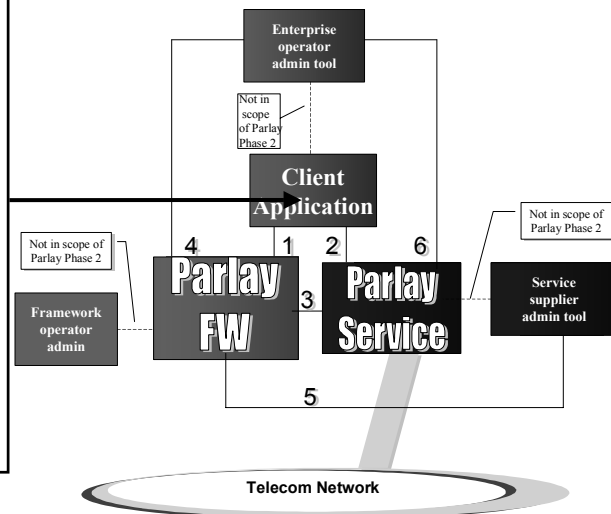 Enterprise
operator
admin tool
Not in
scope
of Parlay
Phase 2
Client
Application
Not in scope of
Parlay Phase 2
Not in scope of
Parlay Phase 2
4
1
2
6
Parlay
FW
3
Parlay
Service
Framework
operator
admin
Service
supplier
admin tool
5
Telecom Network